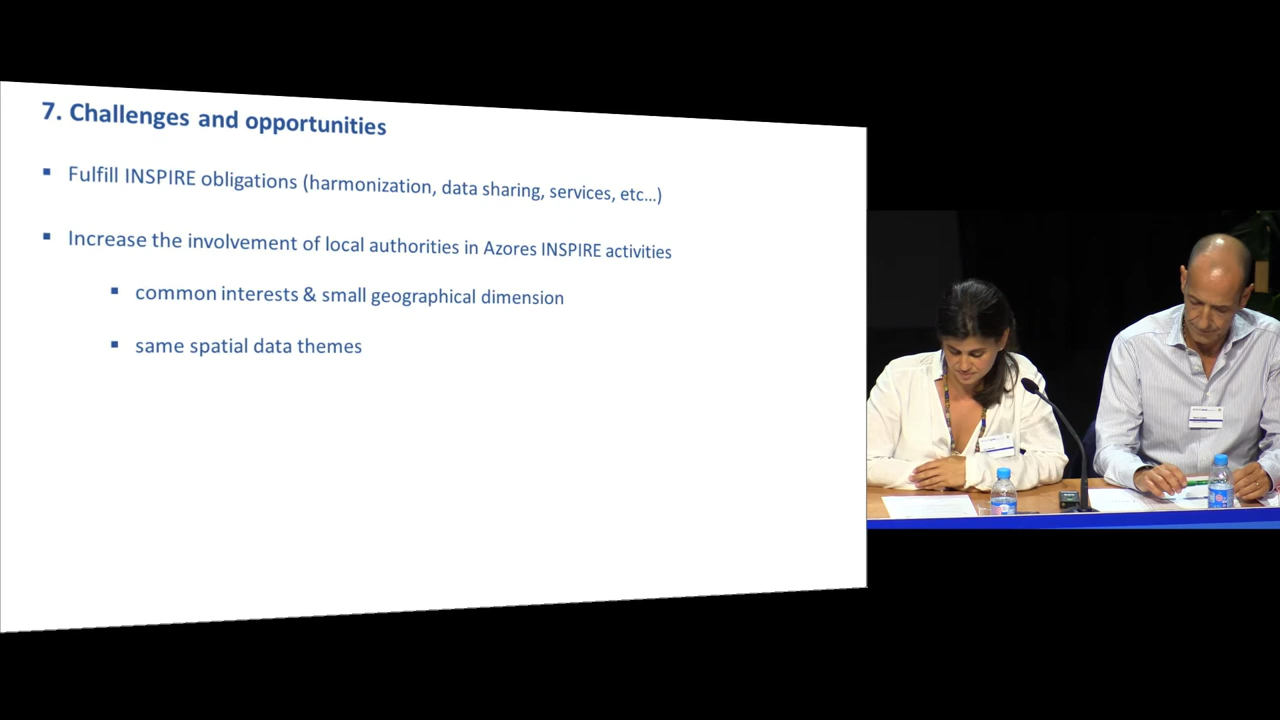 7. Challenges and opportunities
▪ Fulfill INSPIRE obligations (harmonization, data sharing, services, etc...)
▪ Increase the involvement of local authorities in Azores INSPIRE activities
▪ common interests & small geographical dimension
▪ same spatial data themes